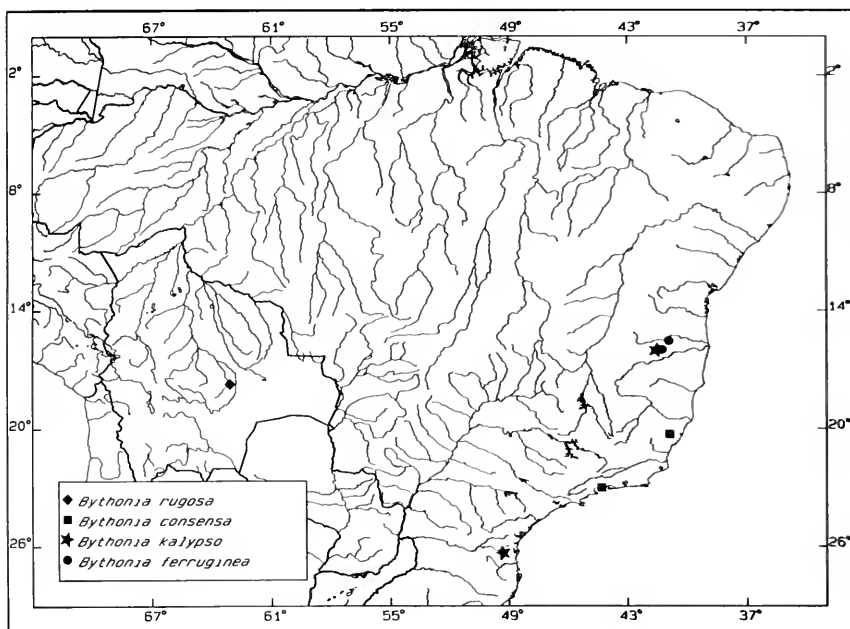 67° 61° 55° 49° 43° 37°
2° 2°
8° 8°
14° 14°
20° 20°
26° 26°
Bythonia rugosa
Bythonia consensa
Bythonia kalypso
Bythonia ferruginea
67° 61° 55° 49° 43° 37°